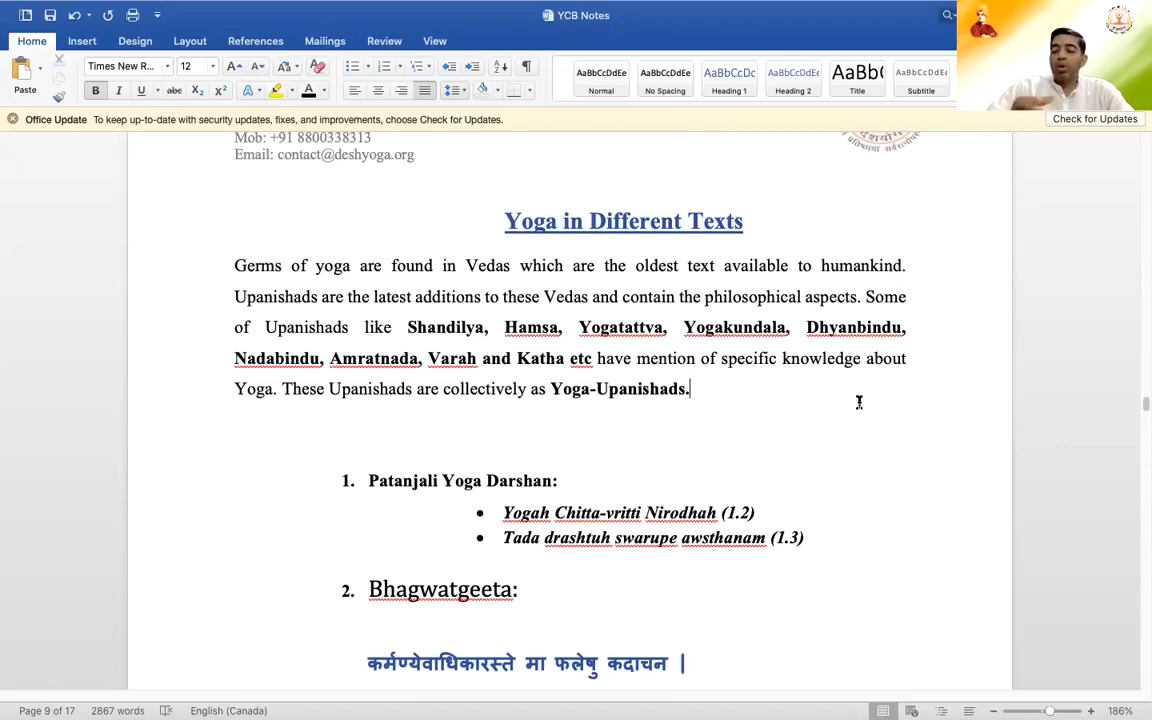 YCB Notes
Home Insert Design Layout References Mailings Review View
Paste
Times New R... 12
B I U abc X₂ X² A A
AaBbCcDdEe AaBbCcDdEe AaBbCcDc AaBbCcDdEe AaBb( AaBbCcDdEe
Normal No Spacing Heading 1 Heading 2 Title Subtitle
Office Update To keep up-to-date with security updates, fixes, and improvements, choose Check for Updates.
Check for Updates
Mob: +91 8800338313
Email: contact@deshyoga.org
Yoga in Different Texts
Germs of yoga are found in Vedas which are the oldest text available to humankind.
Upanishads are the latest additions to these Vedas and contain the philosophical aspects. Some
of Upanishads like Shandilya, Hamsa, Yogatattva, Yogakundala, Dhyanbindu,
Nadabindu, Amratnada, Varah and Katha etc have mention of specific knowledge about
Yoga. These Upanishads are collectively as Yoga-Upanishads.
1. Patanjali Yoga Darshan:
• Yogah Chitta-vritti Nirodhah (1.2)
• Tada drashtuh swarupe awsthanam (1.3)
2. Bhagwatgeeta:
कर्मण्येवाधिकारस्ते मा फलेषु कदाचन |
Page 9 of 17 2867 words English (Canada) 186%